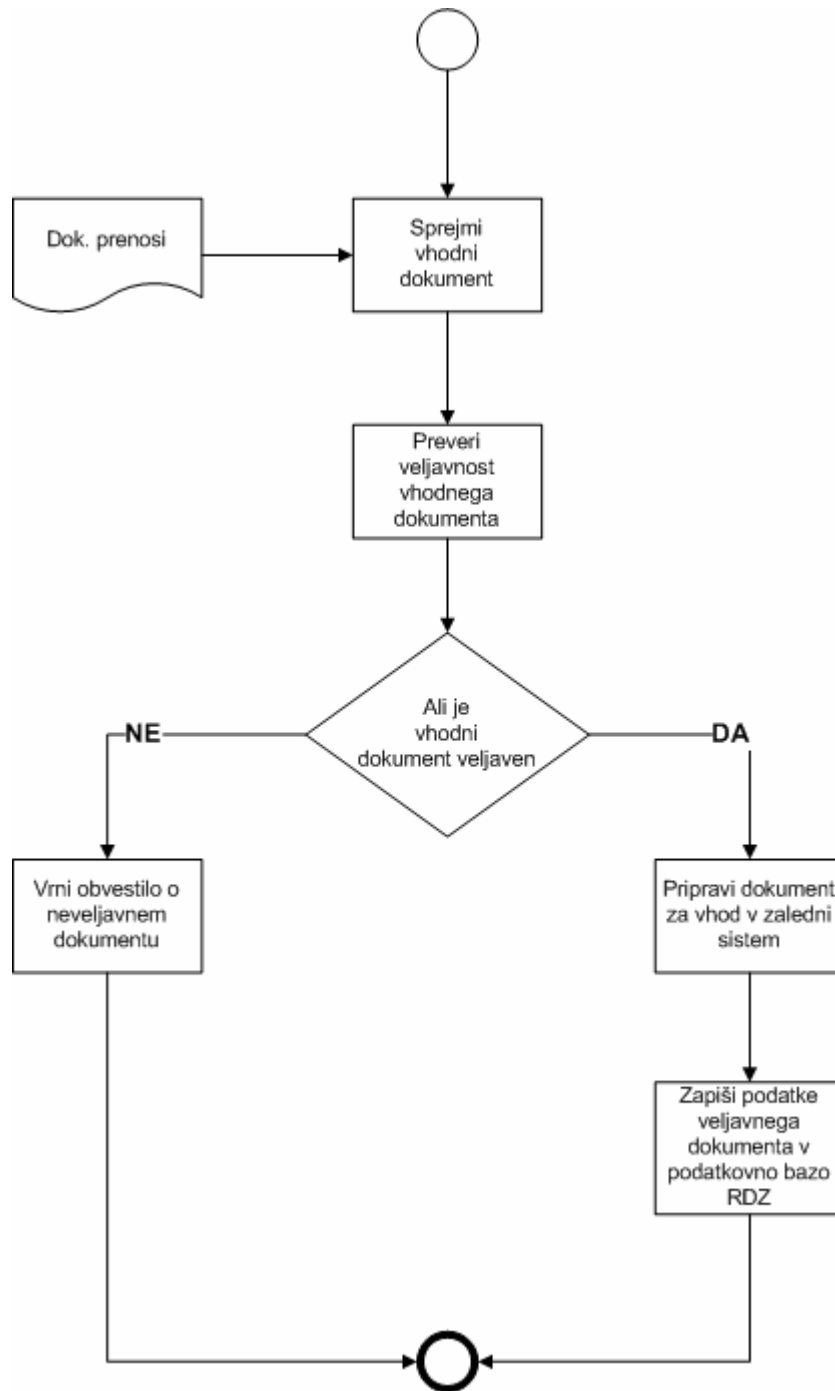 Dok. prenosi
Sprejmi
vhodni
dokument
Preveri
veljavnost
vhodnega
dokumenta
Ali je
vhodni
dokument veljaven
NE
DA
Vrni obvestilo o
neveljavnem
dokumentu
Pripravi dokument
za vhod v zaledni
sistem
Zapiši podatke
veljavnega
dokumenta v
podatkovno bazo
RDZ